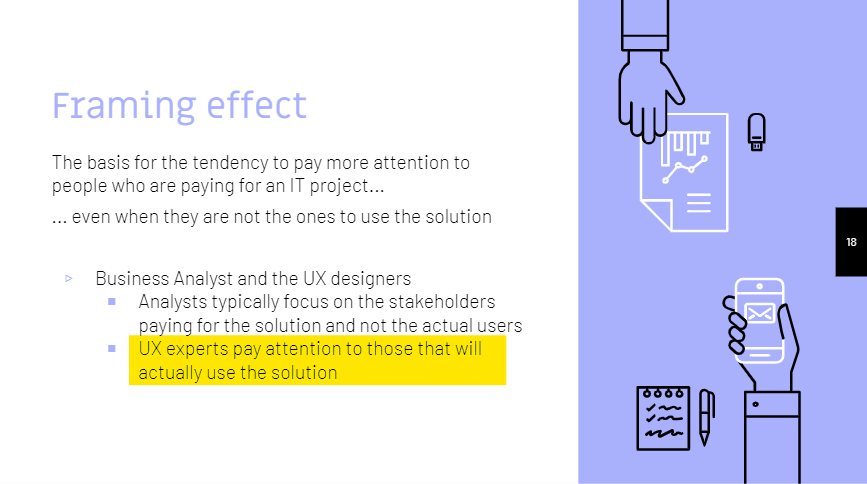 Framing effect
The basis for the tendency to pay more attention to
people who are paying for an IT project...
... even when they are not the ones to use the solution
Business Analyst and the UX designers
Analysts typically focus on the stakeholders
paying for the solution and not the actual users
UX experts pay attention to those that will
actually use the solution
18